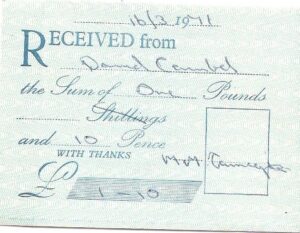 16/3 1971
RECEIVED from
David Cambel
the Sum of One Pounds
Shillings
and 10 Pence
WITH THANKS
M M
£ 1-10